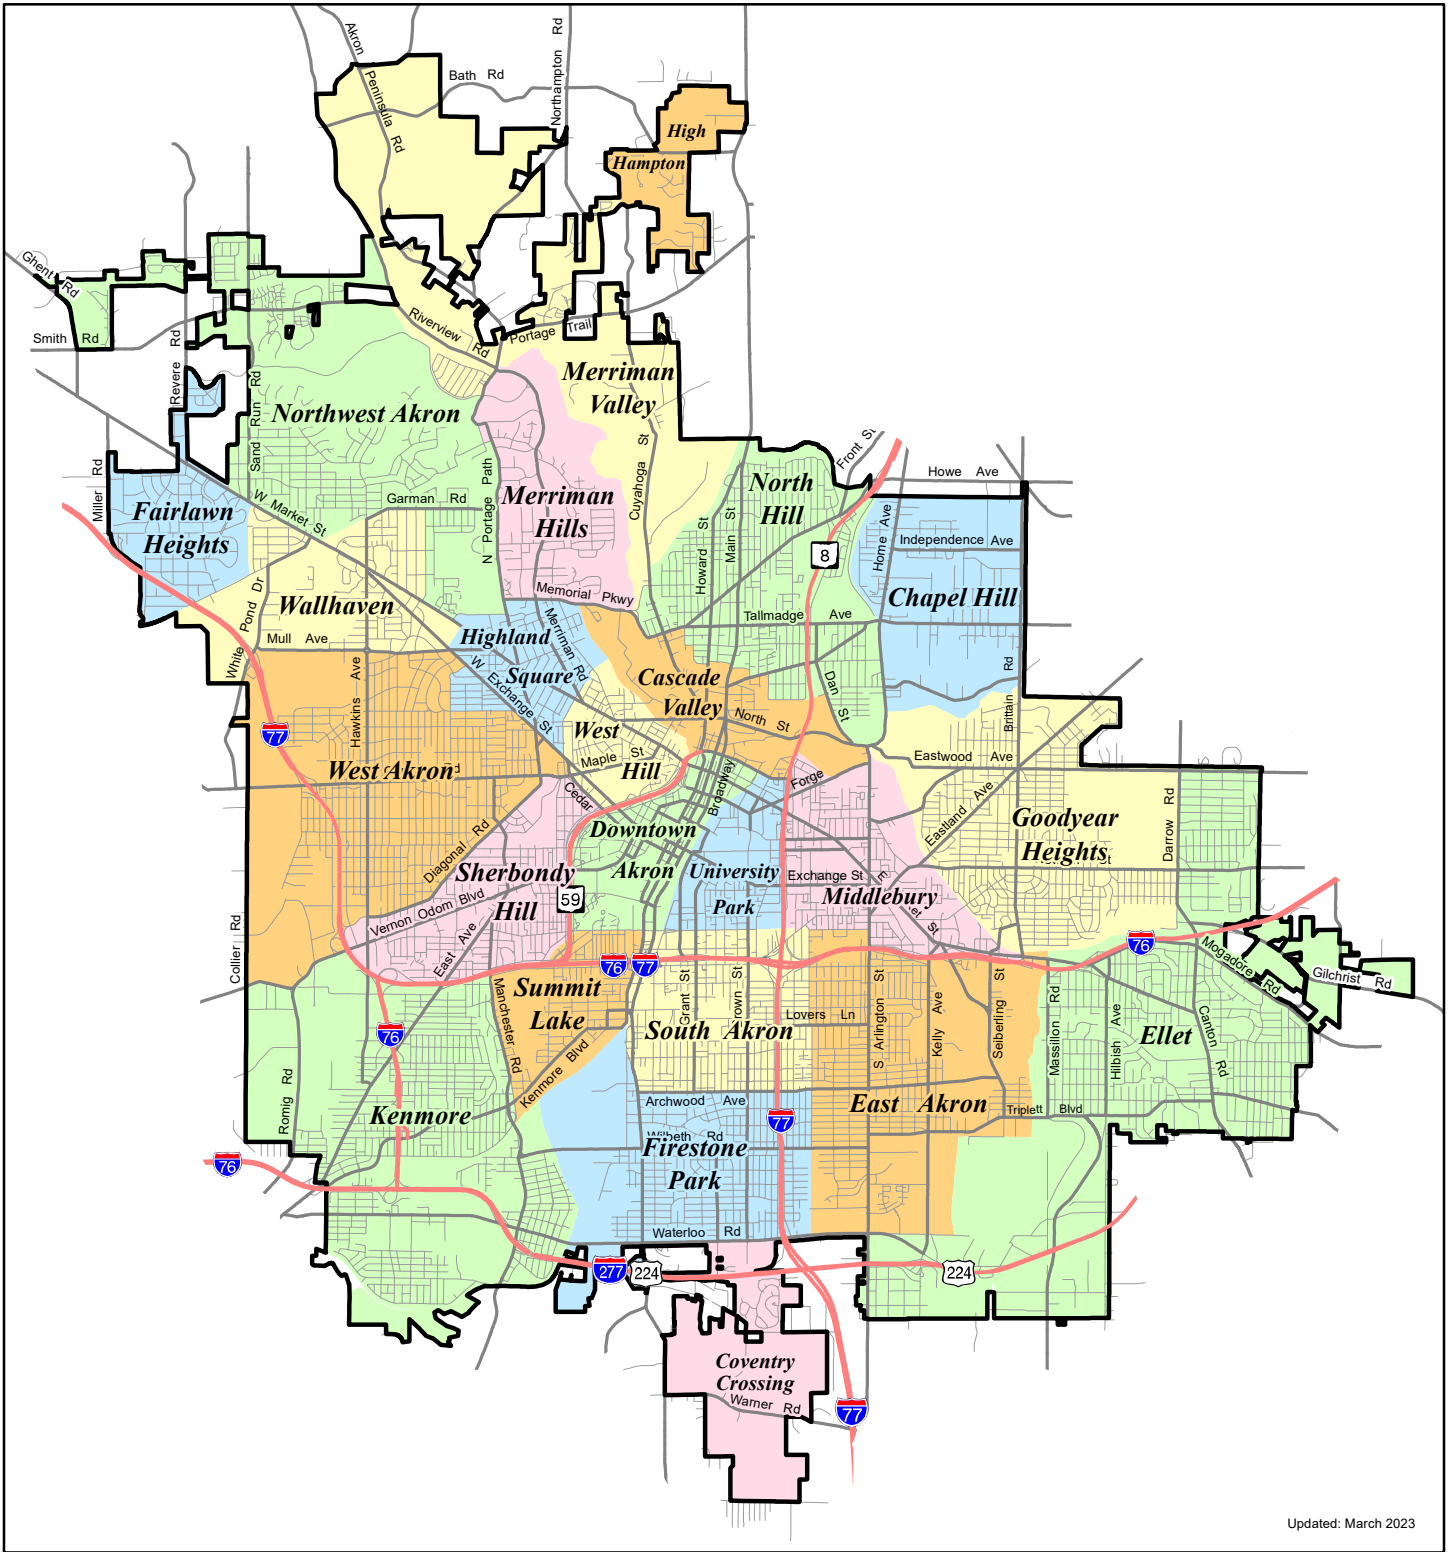 Akron
Peninsula
Rd
Bath Rd
Northampton Rd
High
Hampton
Ghent
Rd
Smith Rd
Revere Rd
Riverview
Rd
Portage Trail
Merriman
Valley
Sand Run Rd
Northwest Akron
N Portage Path
Cuyahoga St
Front St
Howe Ave
Miller Rd
Fairlawn
Heights
W Market St
Garman Rd
Merriman
Hills
North
Hill
Howard St
Main St
8
Home Ave
Independence Ave
Chapel Hill
Memorial Pkwy
Tallmadge Ave
White Pond Dr
Wallhaven
Mull Ave
Highland
Square
Merriman Rd
W Exchange St
Cascade
Valley
North St
Dan St
Brittain Rd
Hawkins Ave
77
West Akron
West
Hill
Maple St
Cedar
Broadway
Forge
Eastwood Ave
Eastland Ave
Goodyear
Heights
St
Darrow Rd
Diagonal Rd
Downtown
Akron
Sherbondy
Hill
59
University
Park
Exchange St
Middlebury
E
et St
Vernon Odom Blvd
East Ave
Collier Rd
76
77
76
Mogadore Rd
Gilchrist Rd
Summit
Lake
Manchester Rd
Kenmore Blvd
Grant St
rown St
South Akron
Lovers Ln
S Arlington St
Kelly Ave
Seiberling St
Massillon Rd
Hilbish Ave
Ellet
Canton Rd
76
Romig Rd
Kenmore
Archwood Ave
77
East Akron
Triplett Blvd
Wilbeth Rd
Firestone
Park
76
Waterloo Rd
277
224
224
Coventry
Crossing
Warner Rd
77
Updated: March 2023